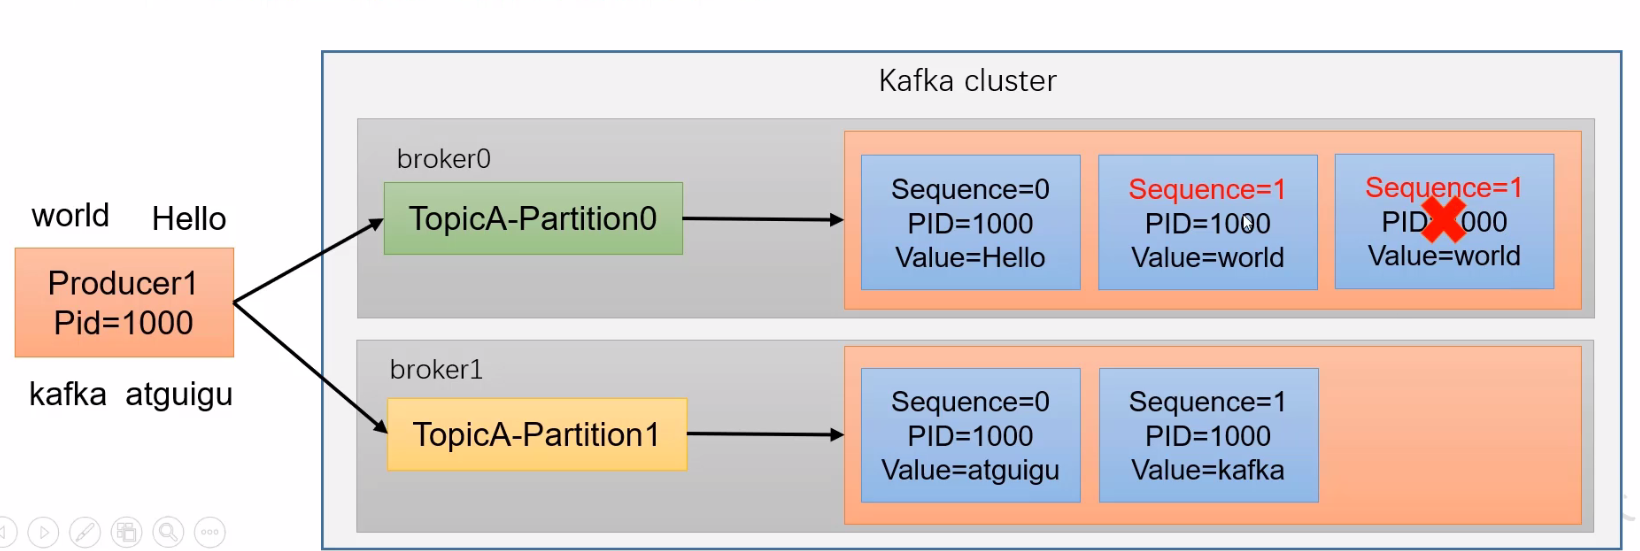 Kafka cluster
broker0
world Hello
Producer1
Pid=1000
kafka atguigu
TopicA-Partition0
Sequence=0
PID=1000
Value=Hello
Sequence=1
PID=1000
Value=world
Sequence=1
PID 000
Value=world
broker1
TopicA-Partition1
Sequence=0
PID=1000
Value=atguigu
Sequence=1
PID=1000
Value=kafka